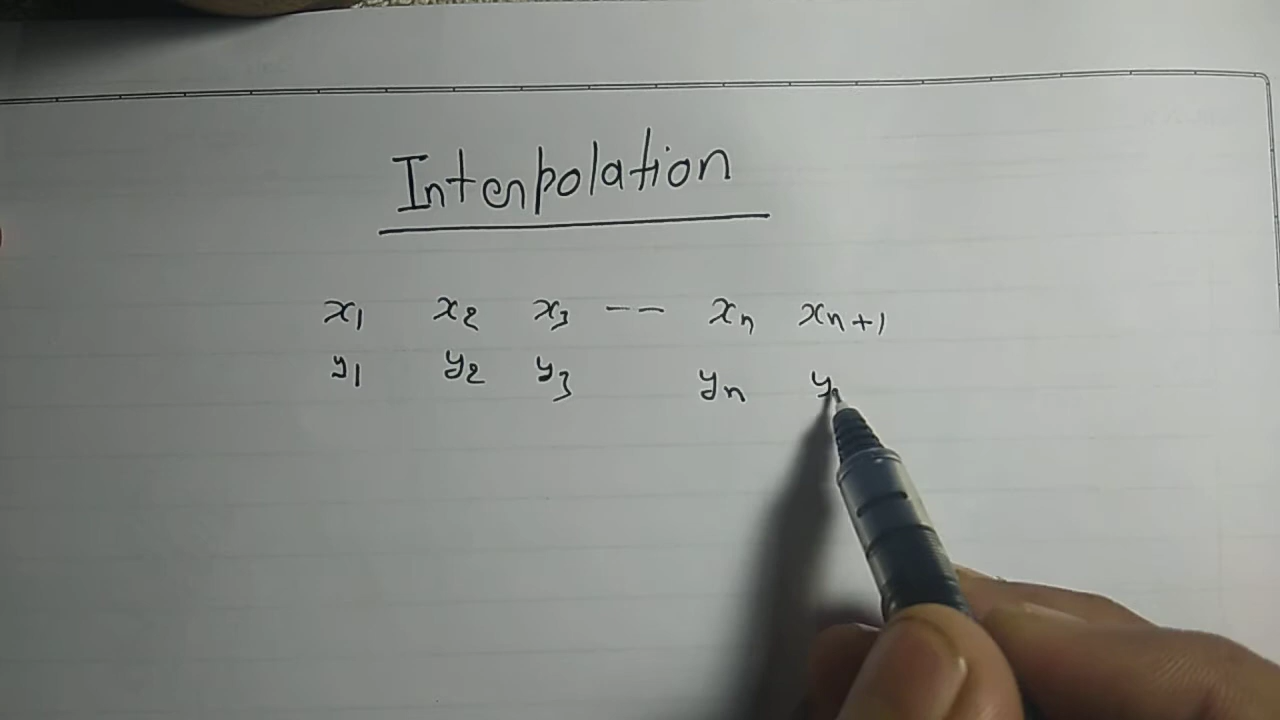 Interpolation
x₁ x₂ x₃ -- xₙ xₙ₊₁
y₁ y₂ y₃ yₙ y